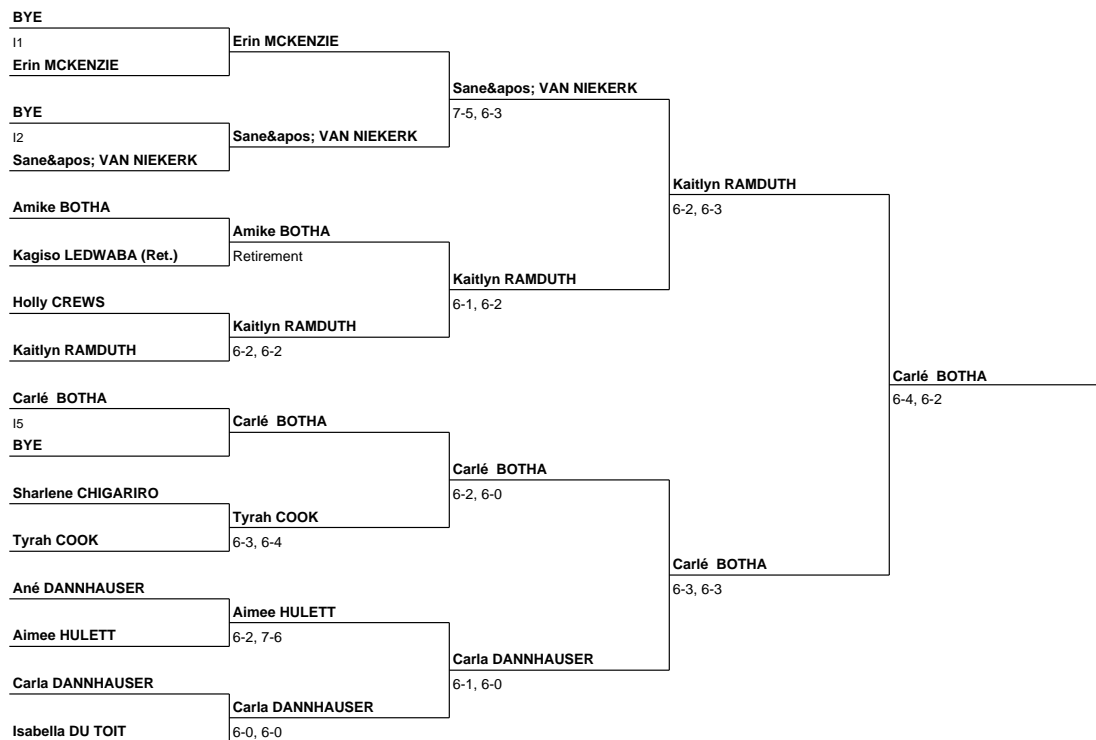 BYE
I1
Erin MCKENZIE
BYE
I2
Sane&apos; VAN NIEKERK
Amike BOTHA
Kagiso LEDWABA (Ret.)
Holly CREWS
Kaitlyn RAMDUTH
Carlé  BOTHA
I5
BYE
Sharlene CHIGARIRO
Tyrah COOK
Ané DANNHAUSER
Aimee HULETT
Carla DANNHAUSER
Isabella DU TOIT
Erin MCKENZIE
Sane&apos; VAN NIEKERK
Amike BOTHA
Retirement
Kaitlyn RAMDUTH
6-2, 6-2
Carlé  BOTHA
Tyrah COOK
6-3, 6-4
Aimee HULETT
6-2, 7-6
Carla DANNHAUSER
6-0, 6-0
Sane&apos; VAN NIEKERK
7-5, 6-3
Kaitlyn RAMDUTH
6-1, 6-2
Carlé  BOTHA
6-2, 6-0
Carla DANNHAUSER
6-1, 6-0
Kaitlyn RAMDUTH
6-2, 6-3
Carlé  BOTHA
6-3, 6-3
Carlé  BOTHA
6-4, 6-2